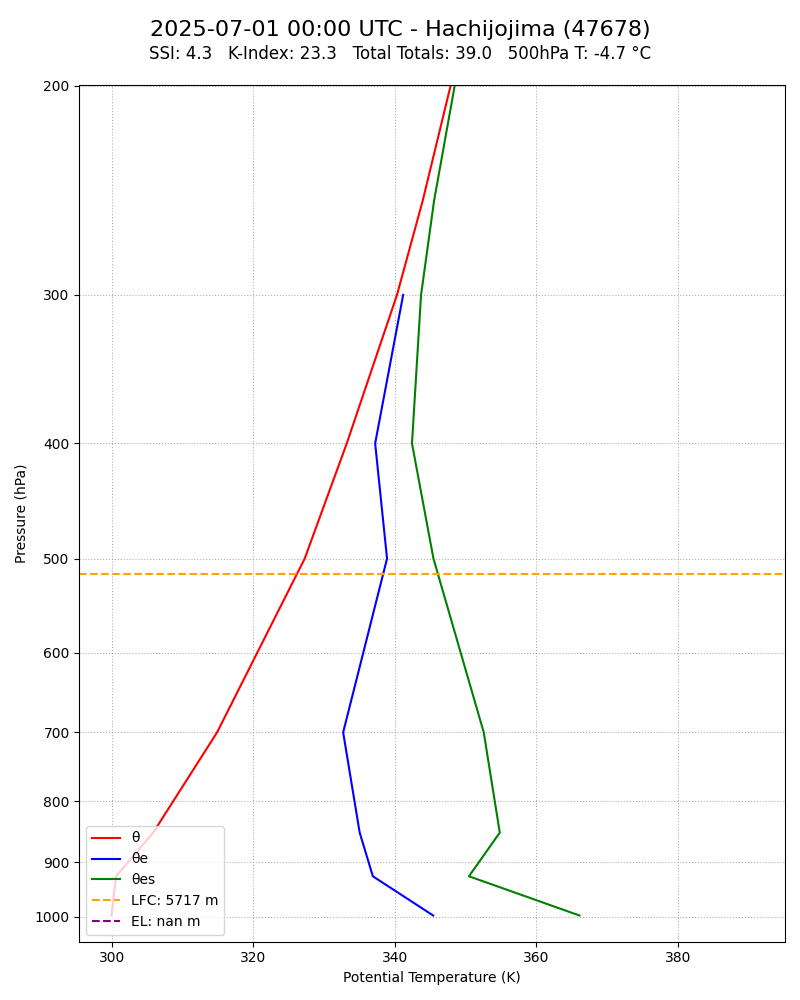 2025-07-01 00:00 UTC - Hachijojima (47678)
SSI: 4.3   K-Index: 23.3   Total Totals: 39.0   500hPa T: -4.7 °C
200
300
400
500
600
700
800
900
1000
Pressure (hPa)
θ
θe
θes
LFC: 5717 m
EL: nan m
300
320
340
360
380
Potential Temperature (K)